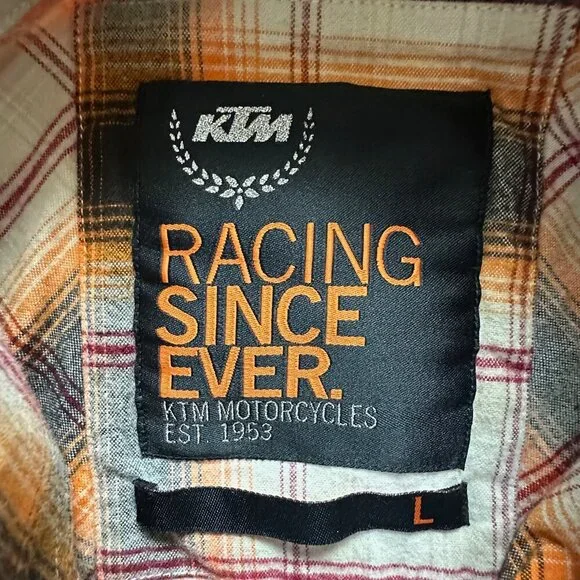 KTM
RACING
SINCE
EVER.
KTM MOTORCYCLES
EST. 1953
L